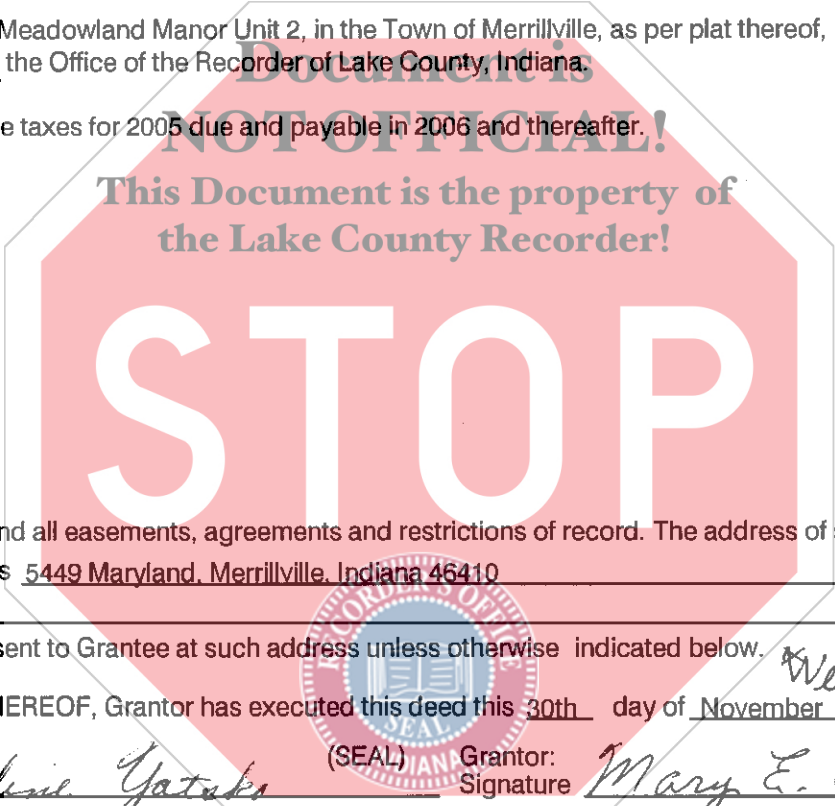 Meadowland Manor Unit 2, in the Town of Merrillville, as per plat thereof,
the Office of the Recorder of Lake County, Indiana.
Document is
e taxes for 2005 due and payable in 2006 and thereafter.
NOT OFFICIAL!
This Document is the property of
the Lake County Recorder!
STOP
nd all easements, agreements and restrictions of record. The address of
s 5449 Maryland, Merrillville, Indiana 46410
RECORDER'S OFFICE
sent to Grantee at such address unless otherwise indicated below.
EREOF, Grantor has executed this deed this 30th day of November
SEAL
INDIANA
(SEAL) Grantor:
Yatsko Signature Mary E.